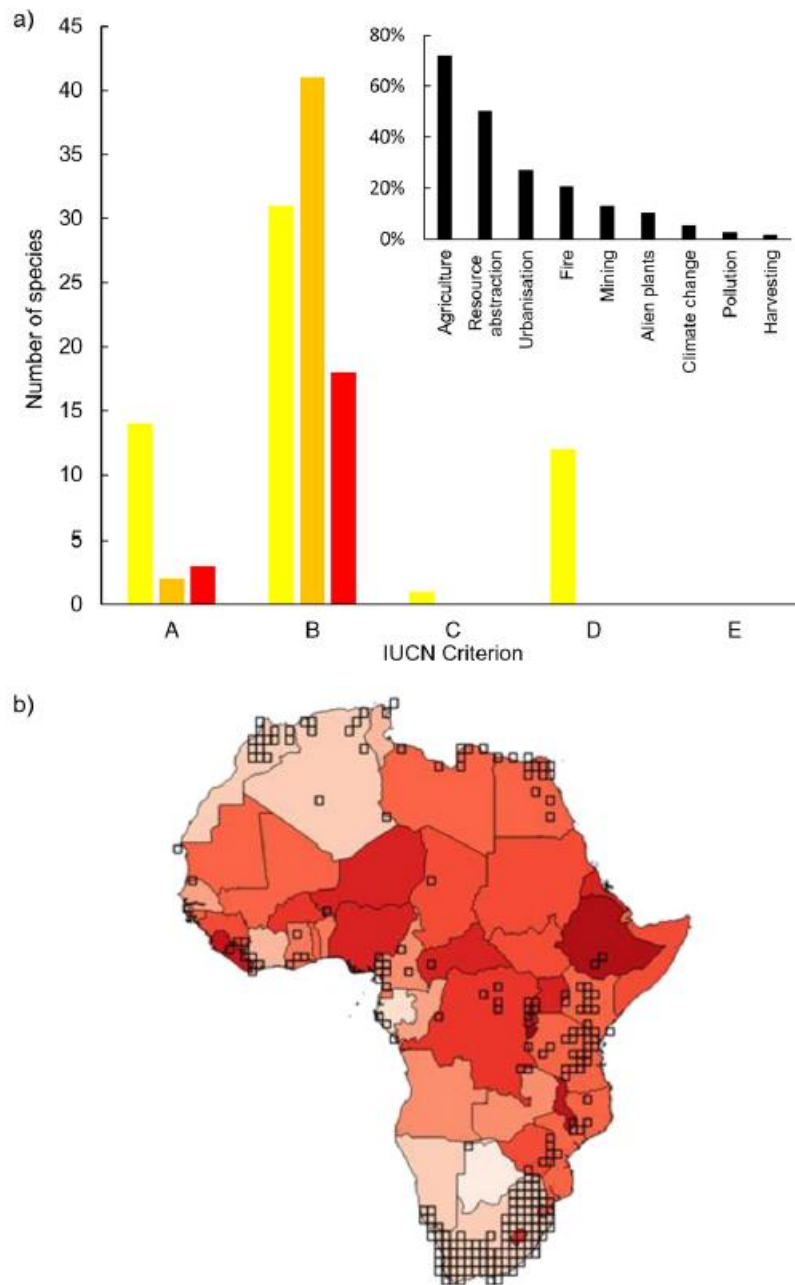 a)
45
40
35
30
25
20
15
10
5
0
Number of species
A B C D E
IUCN Criterion
80%
60%
40%
20%
0%
Agriculture
Resource
abstraction
Urbanisation
Fire
Mining
Alien plants
Climate change
Pollution
Harvesting
b)